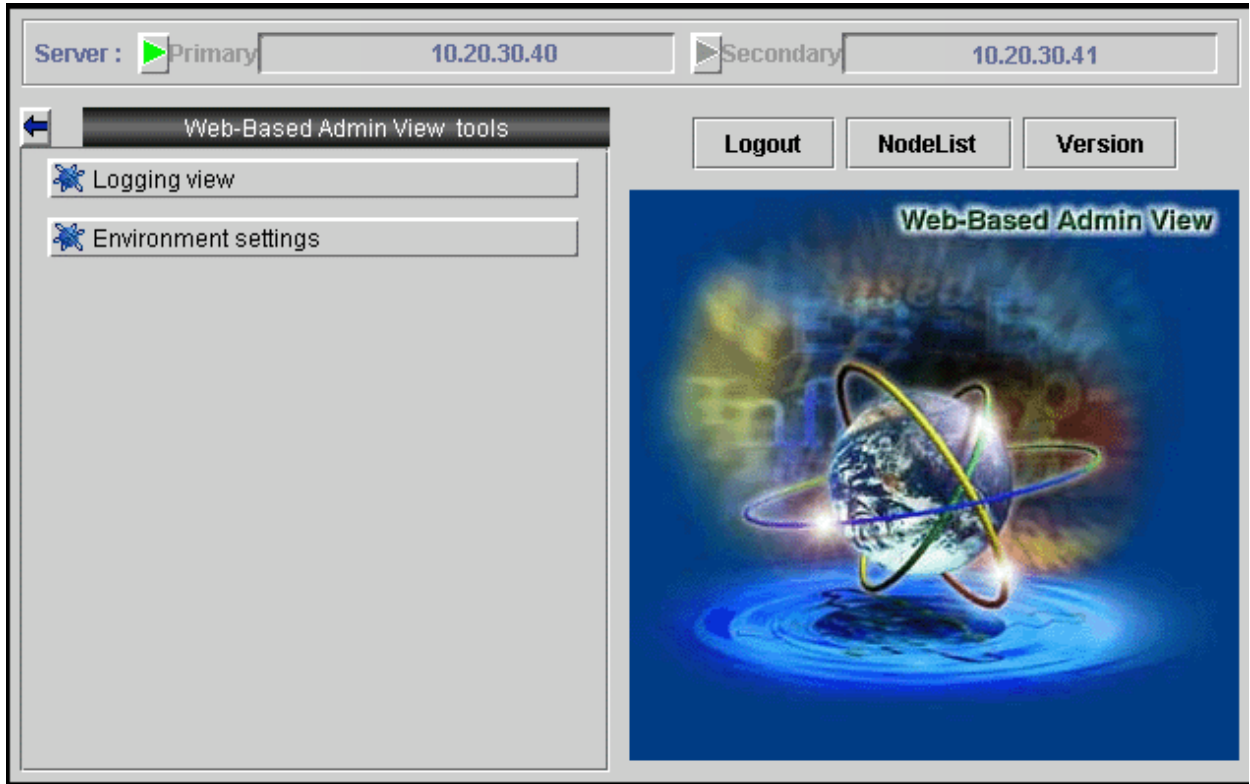 Server : Primary 10.20.30.40 Secondary 10.20.30.41
Web-Based Admin View tools
Logout NodeList Version
Logging view
Environment settings
Web-Based Admin View